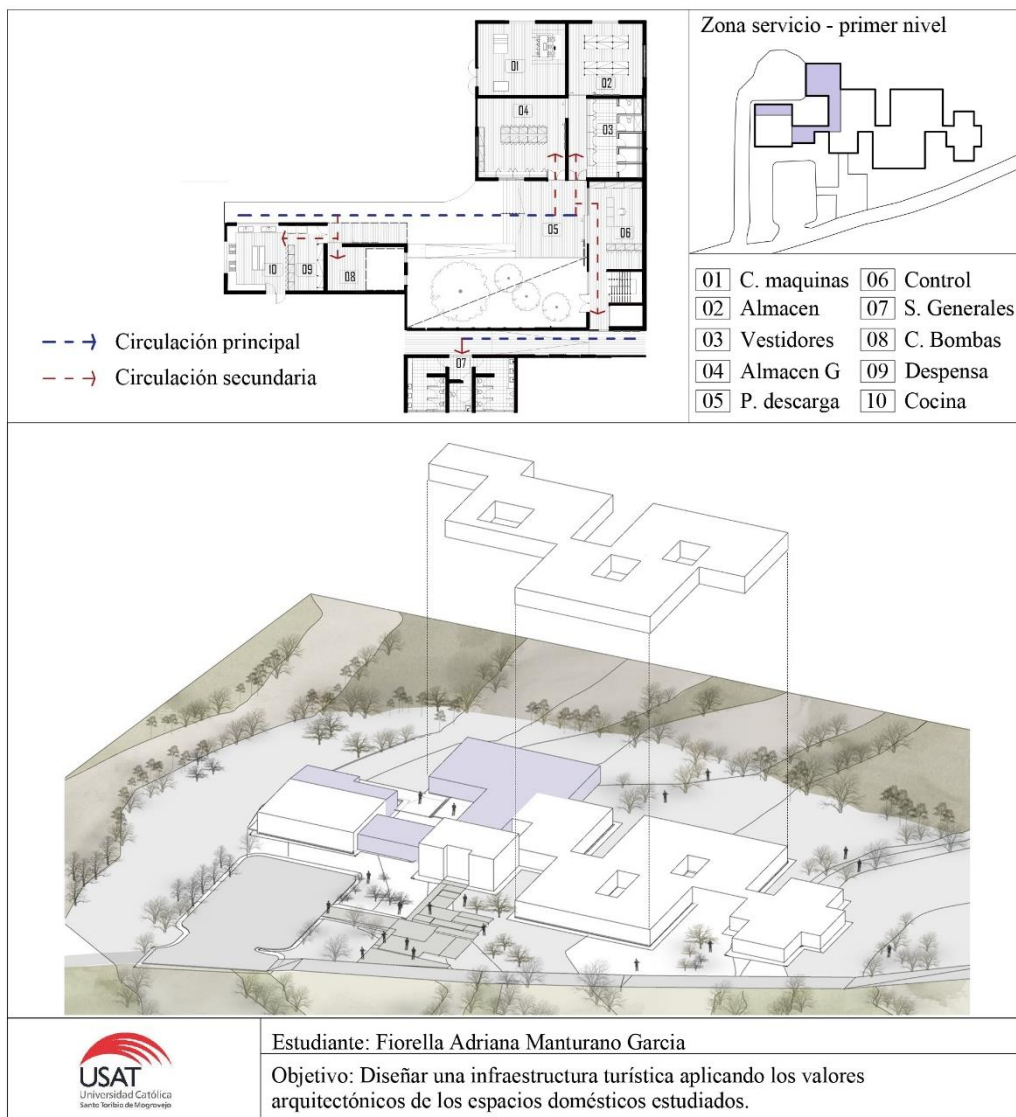 Zona servicio - primer nivel
01
02
03
04
05
06
07
08
09
10
Circulación principal
Circulación secundaria
01 C. maquinas
02 Almacen
03 Vestidores
04 Almacen G
05 P. descarga
06 Control
07 S. Generales
08 C. Bombas
09 Despensa
10 Cocina
USAT
Universidad Católica
Santo Toribio de Mogrovejo
Estudiante: Fiorella Adriana Manturano Garcia
Objetivo: Diseñar una infraestructura turística aplicando los valores
arquitectónicos de los espacios domésticos estudiados.